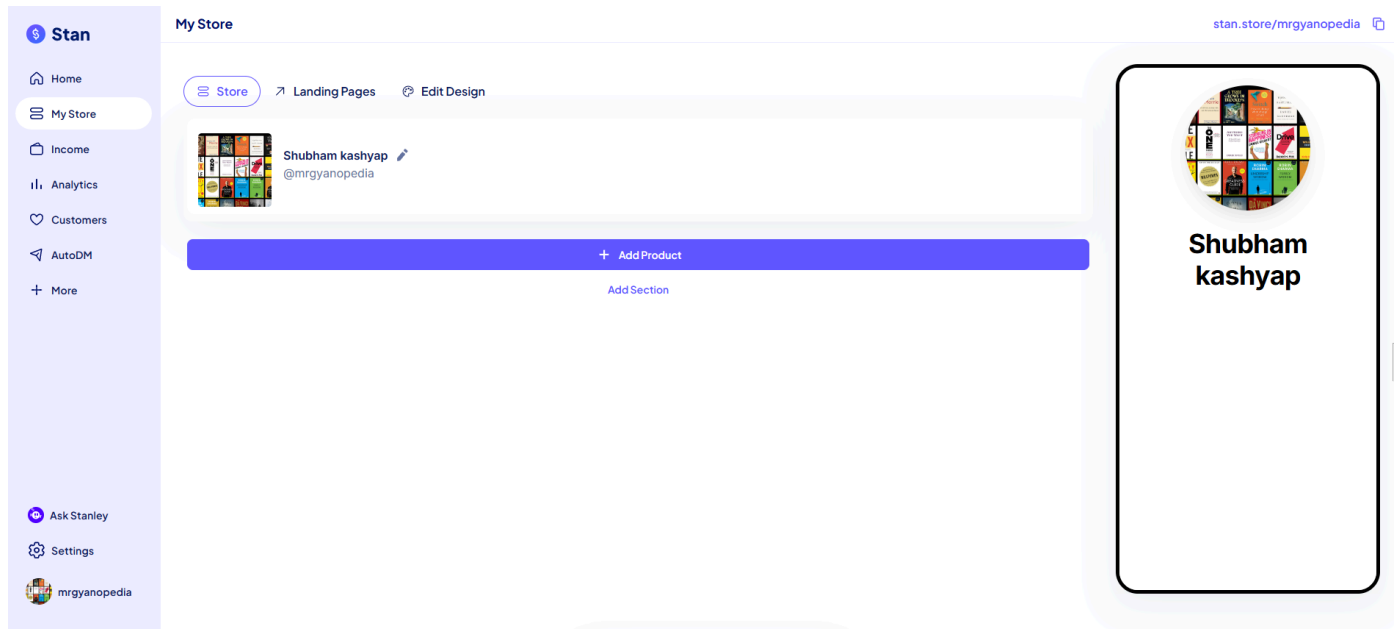 Stan
My Store
stan.store/mrgyanopedia
Home
My Store
Income
Analytics
Customers
AutoDM
More
Store
Landing Pages
Edit Design
Shubham kashyap
@mrgyanopedia
Add Product
Add Section
Shubham
kashyap
Ask Stanley
Settings
mrgyanopedia